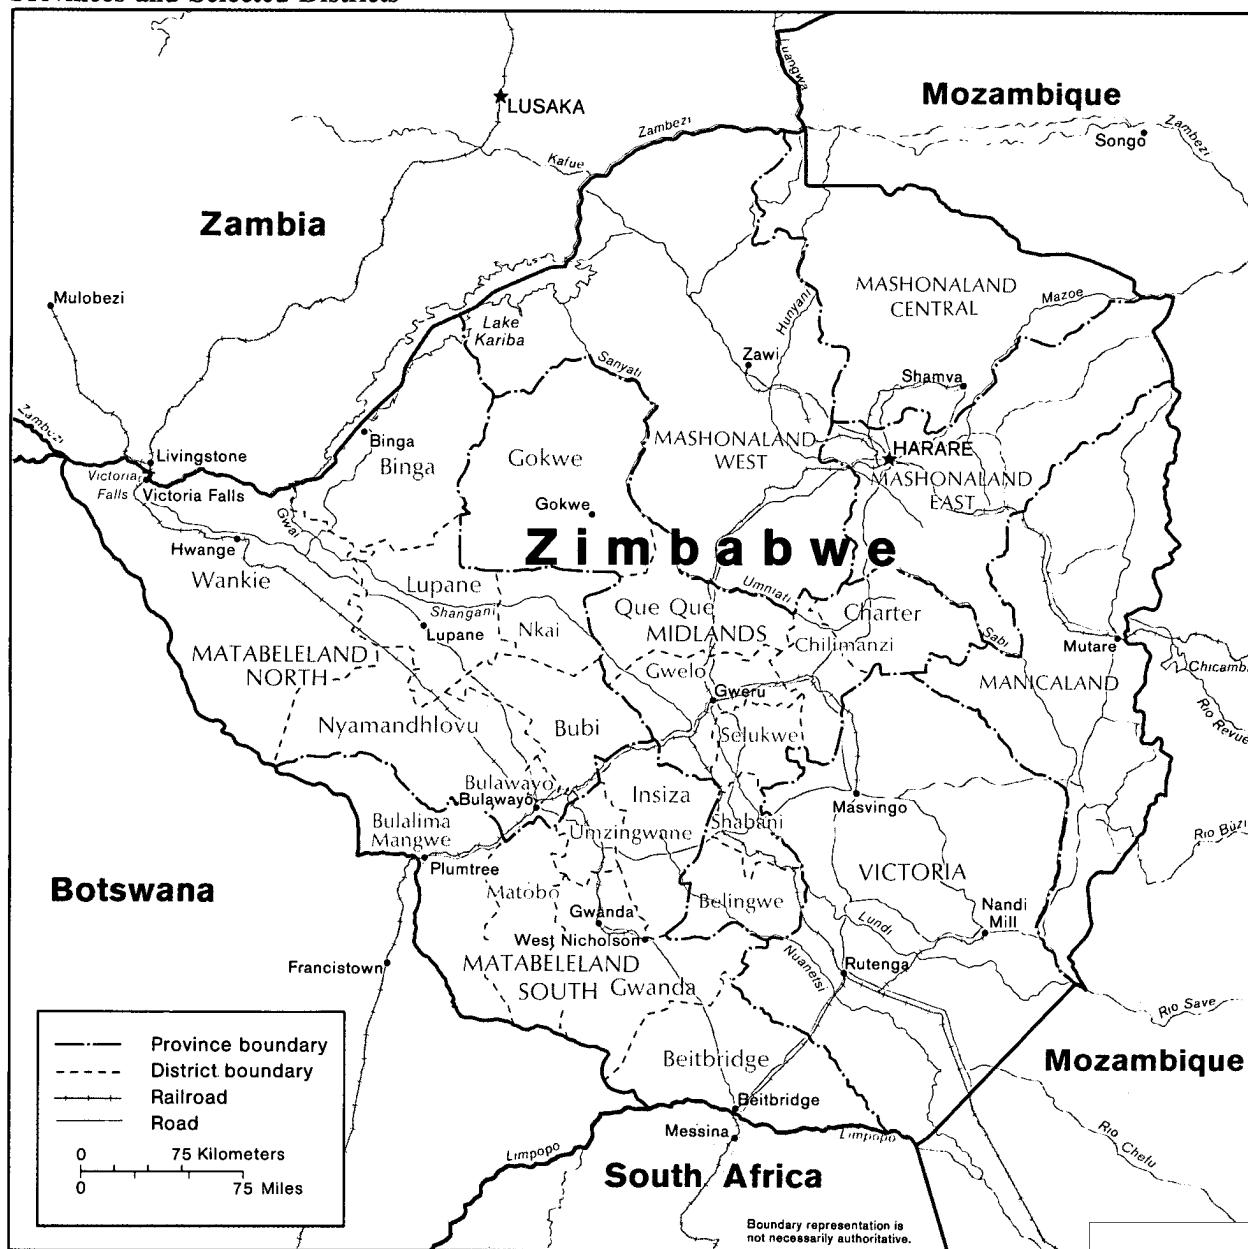 Provinces and Selected Districts
Luangwa
Mozambique
LUSAKA
Zambezi
Zambezi
Songo
Kafue
Zambia
Mulobezi
MASHONALAND
CENTRAL
Mazoe
Hunyani
Lake
Kariba
Sanyati
Zawi
Shamva
Zambezi
Binga
Binga
Gokwe
MASHONALAND
WEST
HARARE
MASHONALAND
EAST
Livingstone
Victoria
Falls
Victoria Falls
Gwai
Gokwe
Zimbabwe
Hwange
Wankie
Lupane
Shangani
Lupane
Nkai
Que Que
MIDLANDS
Umniati
Charter
Chilimanzi
Sabi
Mutare
Chicamba
MATABELELAND
NORTH
Gwelo
Gweru
MANICALAND
Rio Revue
Nyamandhlovu
Bubi
Selukwe
Bulawayo
Bulawayo
Insiza
Masvingo
Bulalima
Mangwe
Umzingwane
Shabani
Rio Búzi
Plumtree
VICTORIA
Botswana
Matobo
Belingwe
Gwanda
Nandi
Mill
Lundi
West Nicholson
Nuanetsi
Francistown
MATABELELAND
SOUTH
Gwanda
Rutenga
Rio Save
Province boundary
District boundary
Railroad
Road
0 75 Kilometers
0 75 Miles
Beitbridge
Mozambique
Beitbridge
Messina
Limpopo
Limpopo
Rio Chefu
South Africa
Boundary representation is
not necessarily authoritative.